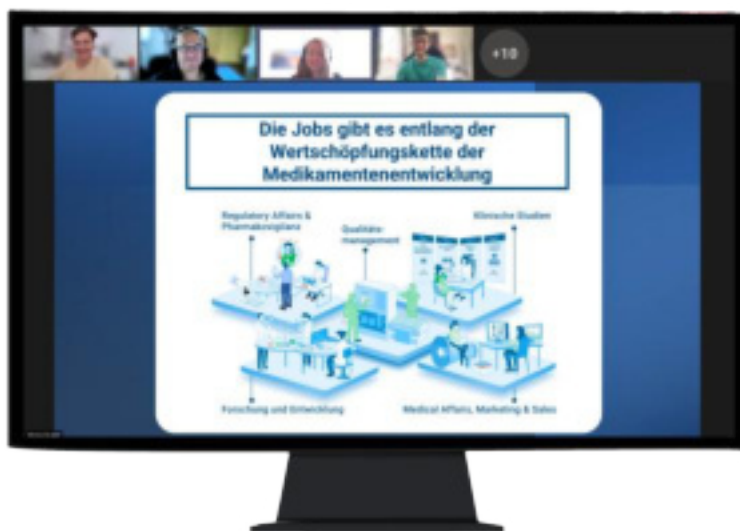 +10
Die Jobs gibt es entlang der
Wertschöpfungskette der
Medikamentenentwicklung
Regulatory Affairs &
Pharmakovigilanz
Qualitäts-
management
Klinische Studien
Forschung und Entwicklung
Medical Affairs, Marketing & Sales